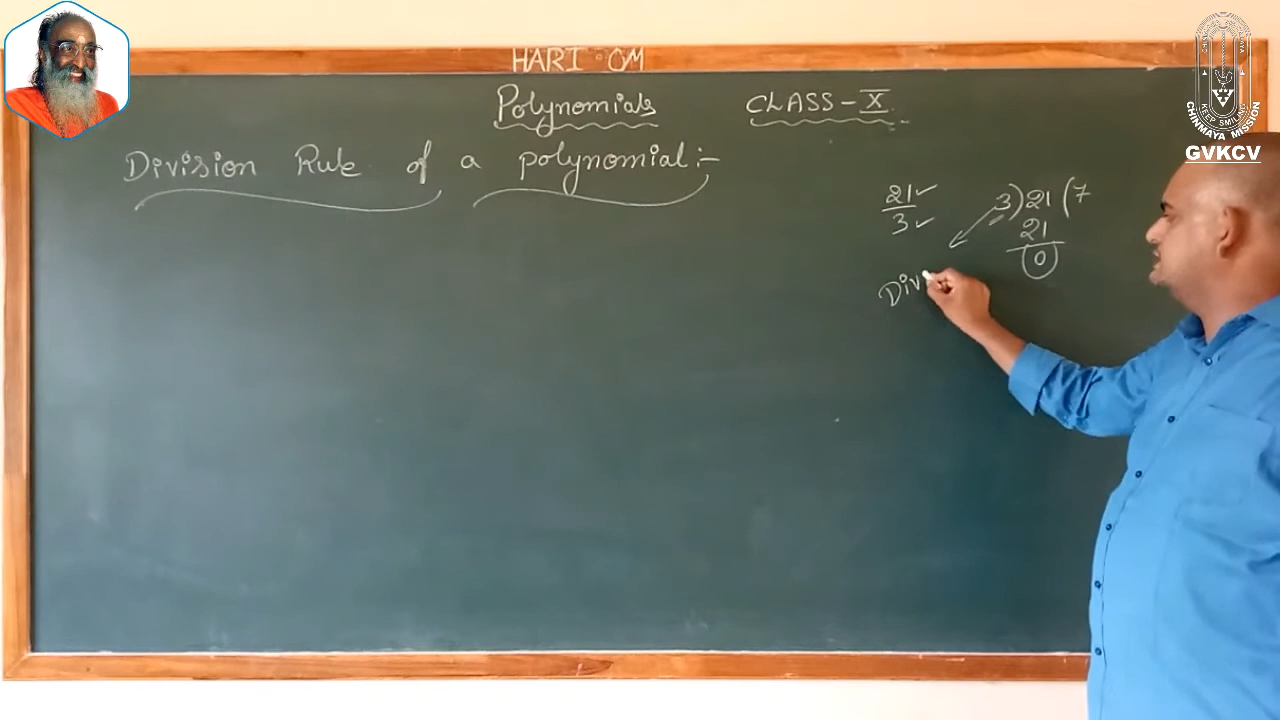 HARI OM
Polynomials CLASS - X
Division Rule of a polynomial :-
21
3
3) 21 (7
21
0
Div
CHINMAYA MISSION
KEEP SMILING
GVKCV